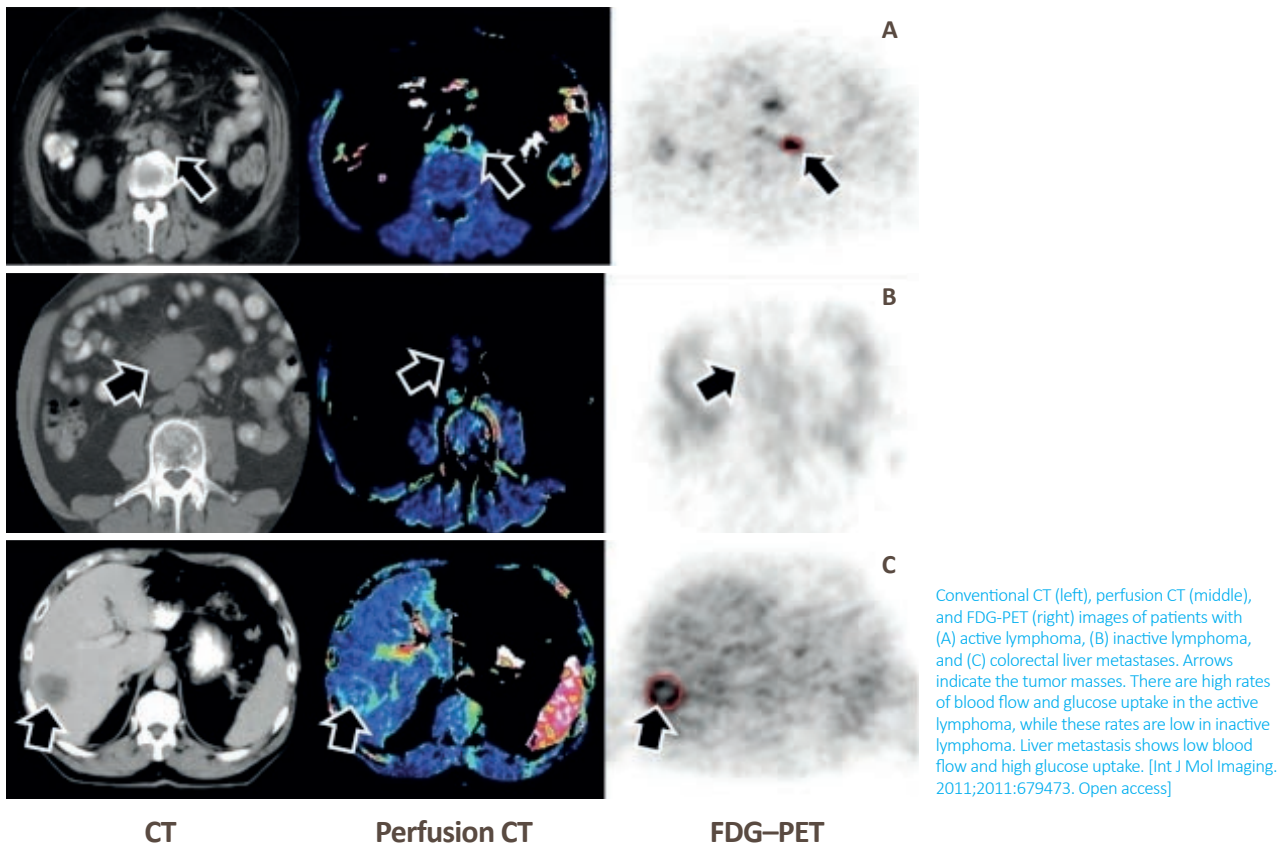 A
B
C
Conventional CT (left), perfusion CT (middle),
and FDG-PET (right) images of patients with
(A) active lymphoma, (B) inactive lymphoma,
and (C) colorectal liver metastases. Arrows
indicate the tumor masses. There are high rates
of blood flow and glucose uptake in the active
lymphoma, while these rates are low in inactive
lymphoma. Liver metastasis shows low blood
flow and high glucose uptake. [Int J Mol Imaging.
2011;2011:679473. Open access]
CT
Perfusion CT
FDG–PET